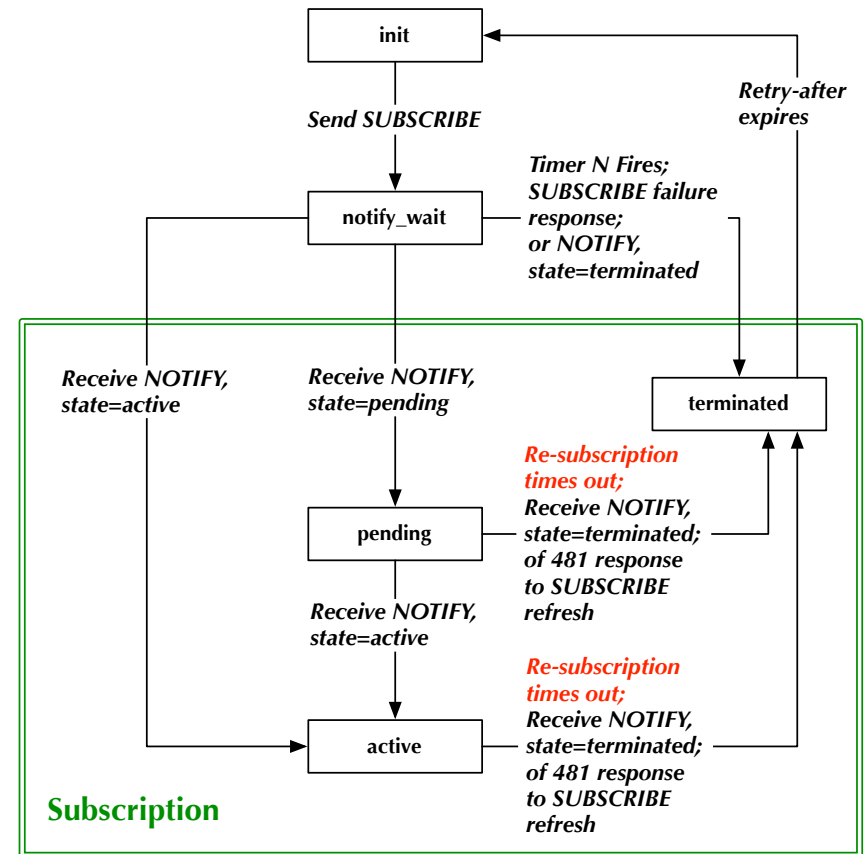 init
Retry-after
expires
Send SUBSCRIBE
Timer N Fires;
SUBSCRIBE failure
response;
or NOTIFY,
state=terminated
notify_wait
Receive NOTIFY,
state=active
Receive NOTIFY,
state=pending
terminated
Re-subscription
times out;
Receive NOTIFY,
state=terminated;
of 481 response
to SUBSCRIBE
refresh
pending
Receive NOTIFY,
state=active
Re-subscription
times out;
Receive NOTIFY,
state=terminated;
of 481 response
to SUBSCRIBE
refresh
active
Subscription